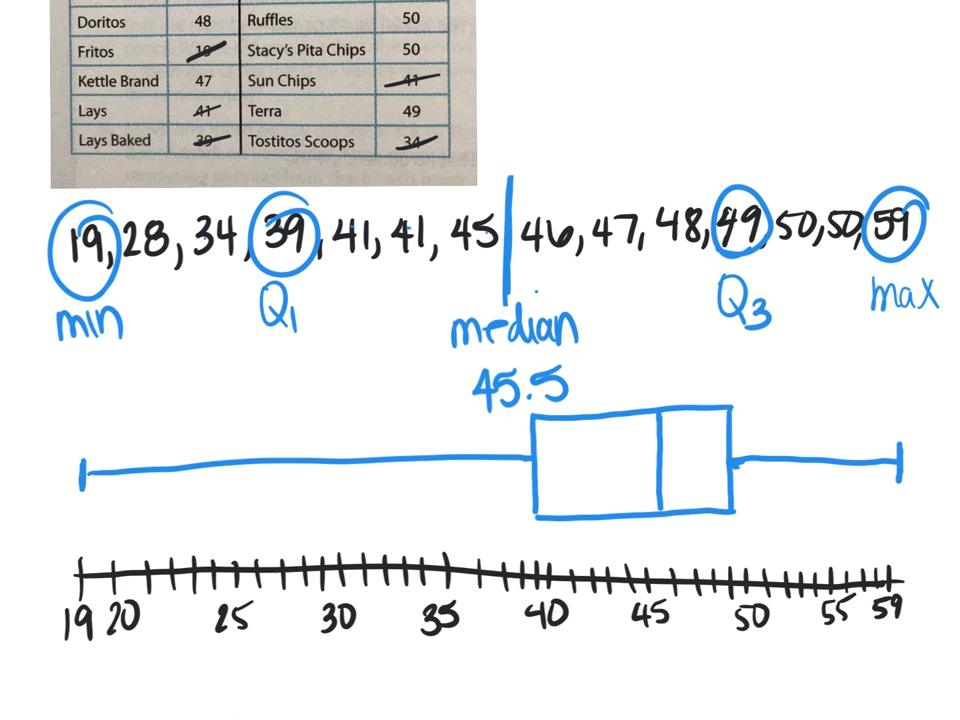 Doritos 48 Ruffles 50
Fritos 19 Stacy's Pita Chips 50
Kettle Brand 47 Sun Chips 41
Lays 41 Terra 49
Lays Baked 39 Tostitos Scoops 34
19, 28, 34, 39, 41, 41, 45 46, 47, 48, 49, 50, 50, 59
min Q1 median Q3 max
45.5
19 20 25 30 35 40 45 50 55 59